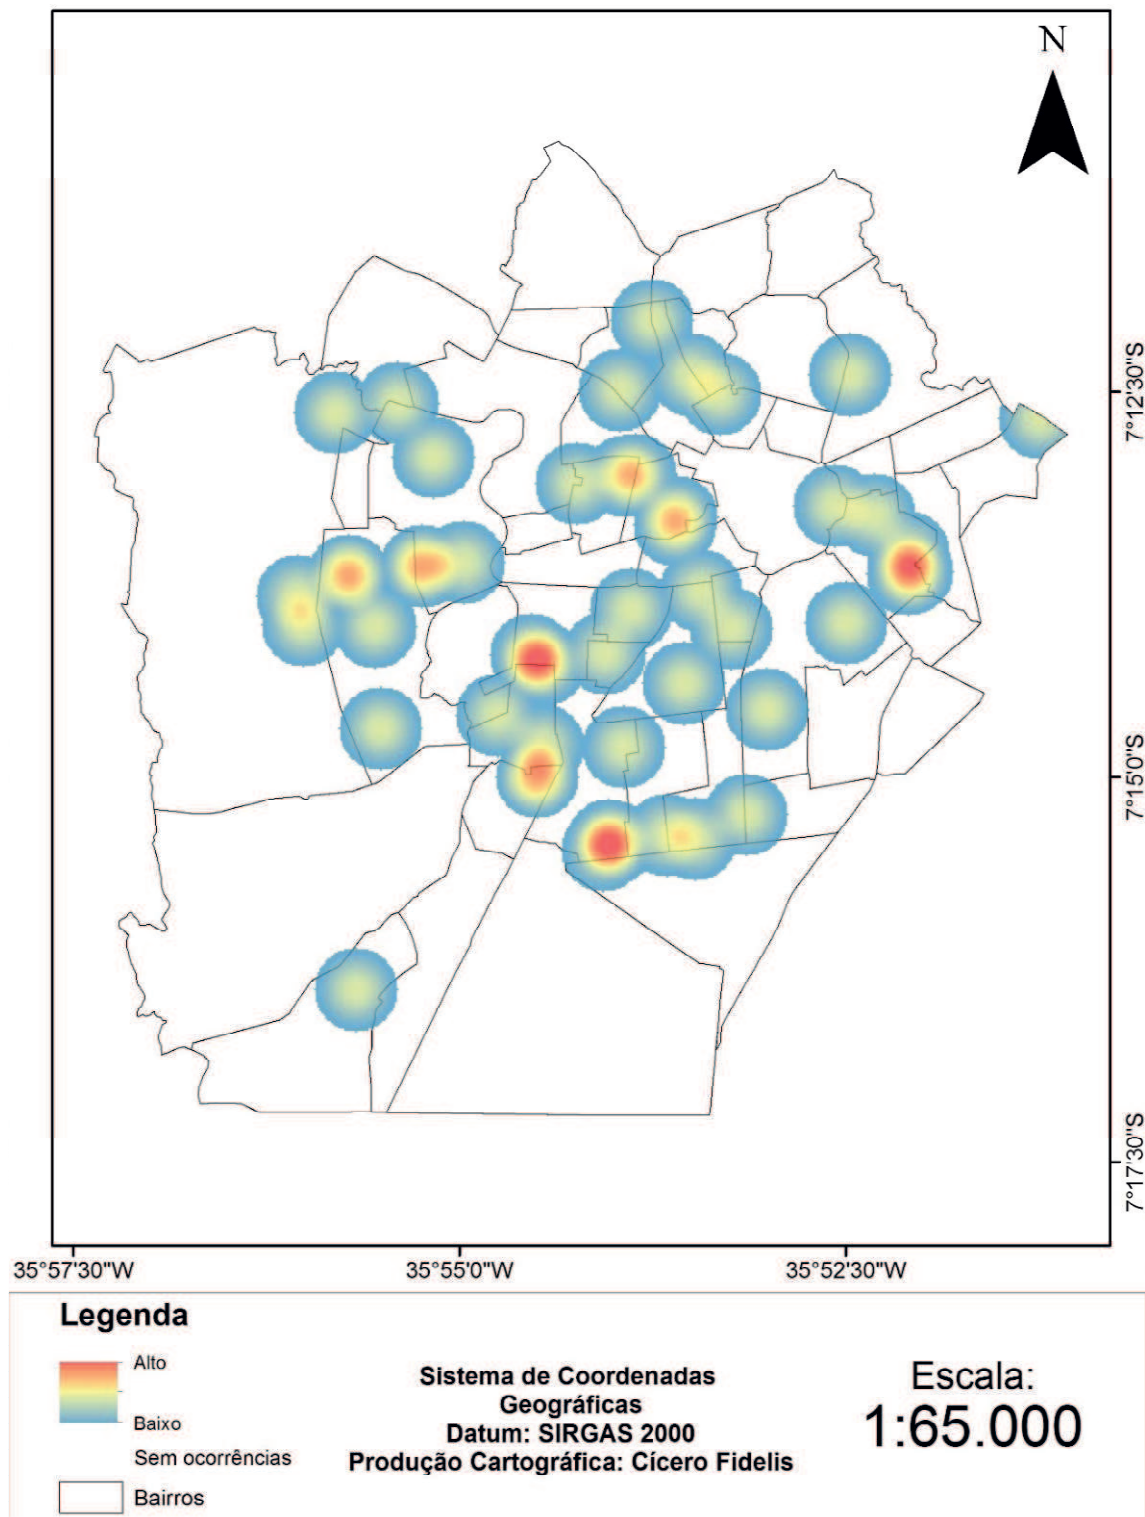 N
7°12'30"S
7°15'0"S
7°17'30"S
35°57'30"W
35°55'0"W
35°52'30"W
Legenda
Alto
Baixo
Sem ocorrências
Bairros
Sistema de Coordenadas
Geográficas
Datum: SIRGAS 2000
Produção Cartográfica: Cícero Fidelis
Escala:
1:65.000